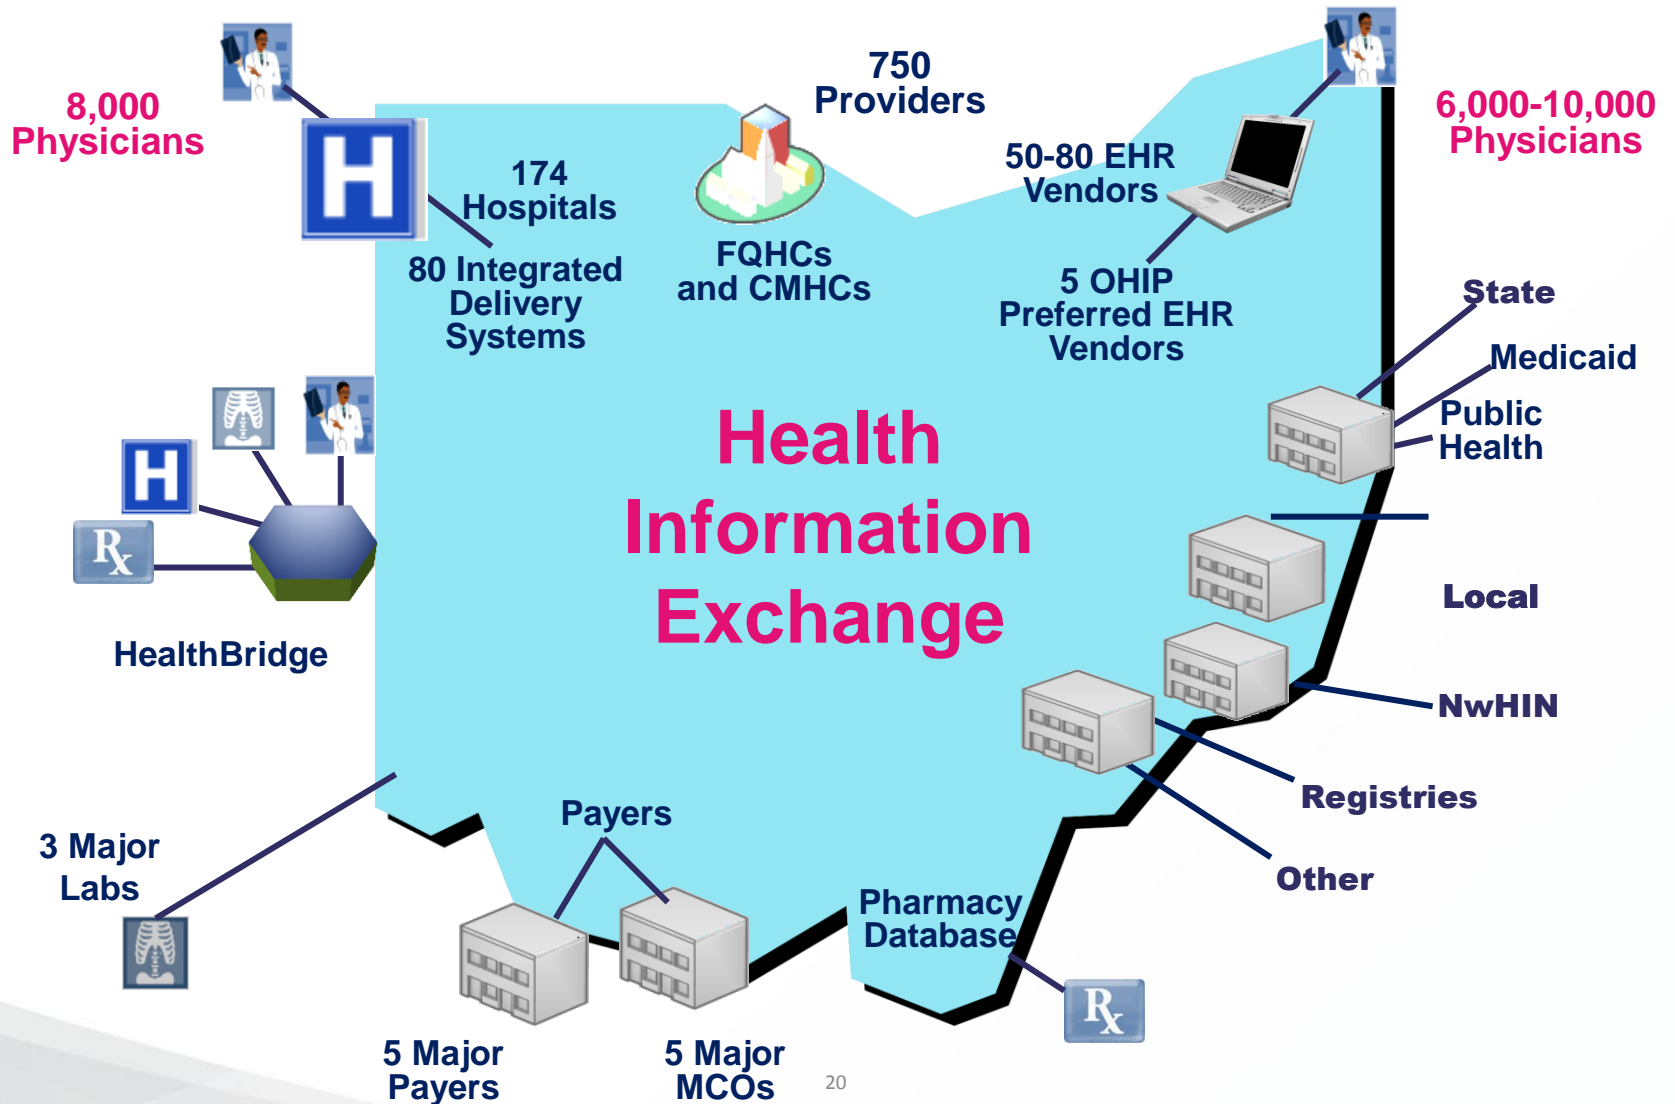 8,000
Physicians
750
Providers
6,000-10,000
Physicians
H
174
Hospitals
80 Integrated
Delivery
Systems
FQHCs
and CMHCs
50-80 EHR
Vendors
5 OHIP
Preferred EHR
Vendors
State
Medicaid
Public
Health
Health
Information
Exchange
H
Rx
HealthBridge
Local
NwHIN
Registries
Other
3 Major
Labs
Payers
Pharmacy
Database
Rx
5 Major
Payers
5 Major
MCOs
20